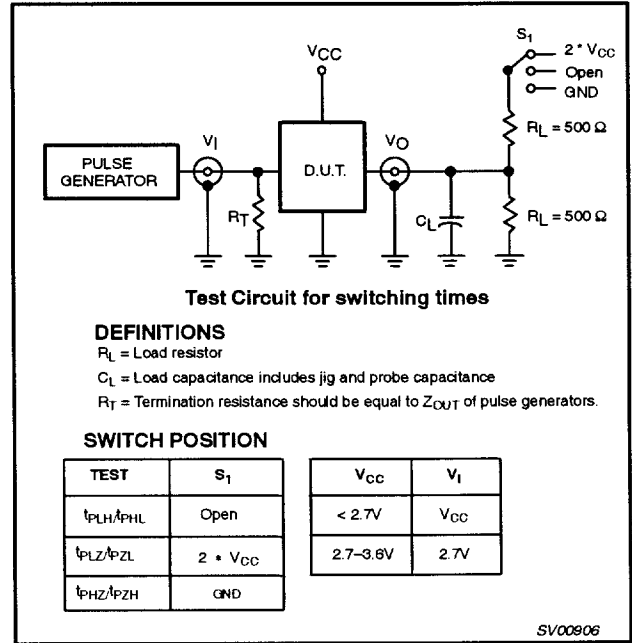 S1
2 * VCC
Open
GND
VCC
RL = 500 Ω
VI
VO
PULSE
GENERATOR
D.U.T.
RT
CL
RL = 500 Ω
Test Circuit for switching times
DEFINITIONS
RL = Load resistor
CL = Load capacitance includes jig and probe capacitance
RT = Termination resistance should be equal to ZOUT of pulse generators.
SWITCH POSITION
TEST S1
tPLH/tPHL Open
tPLZ/tPZL 2 * VCC
tPHZ/tPZH GND
VCC VI
< 2.7V VCC
2.7–3.6V 2.7V
SV00906